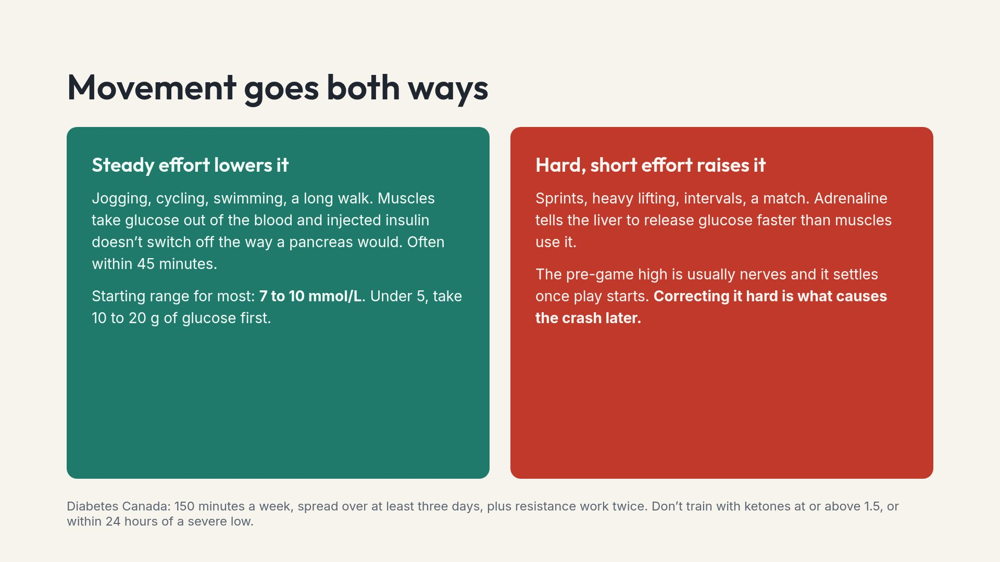 Movement goes both ways
Steady effort lowers it
Jogging, cycling, swimming, a long walk. Muscles
take glucose out of the blood and injected insulin
doesn’t switch off the way a pancreas would. Often
within 45 minutes.
Starting range for most: 7 to 10 mmol/L. Under 5, take
10 to 20 g of glucose first.
Hard, short effort raises it
Sprints, heavy lifting, intervals, a match. Adrenaline
tells the liver to release glucose faster than muscles
use it.
The pre-game high is usually nerves and it settles
once play starts. Correcting it hard is what causes
the crash later.
Diabetes Canada: 150 minutes a week, spread over at least three days, plus resistance work twice. Don’t train with ketones at or above 1.5, or
within 24 hours of a severe low.